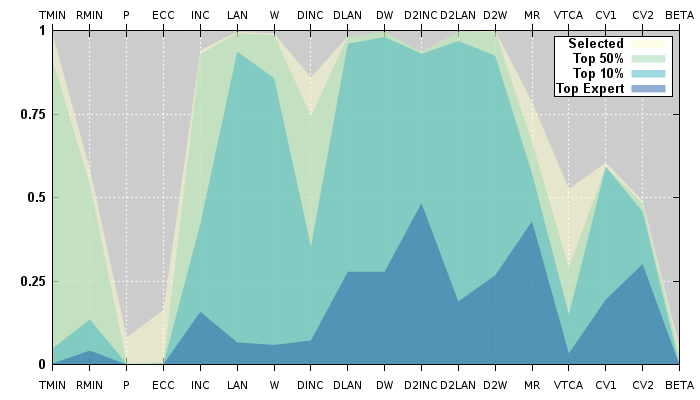 TMIN RMIN P ECC INC LAN W DINC DLAN DW D2INC D2LAN D2W MR VTCA CV1 CV2 BETA
1
Selected
Top 50%
Top 10%
Top Expert
0.75
0.5
0.25
0
TMIN RMIN P ECC INC LAN W DINC DLAN DW D2INC D2LAN D2W MR VTCA CV1 CV2 BETA